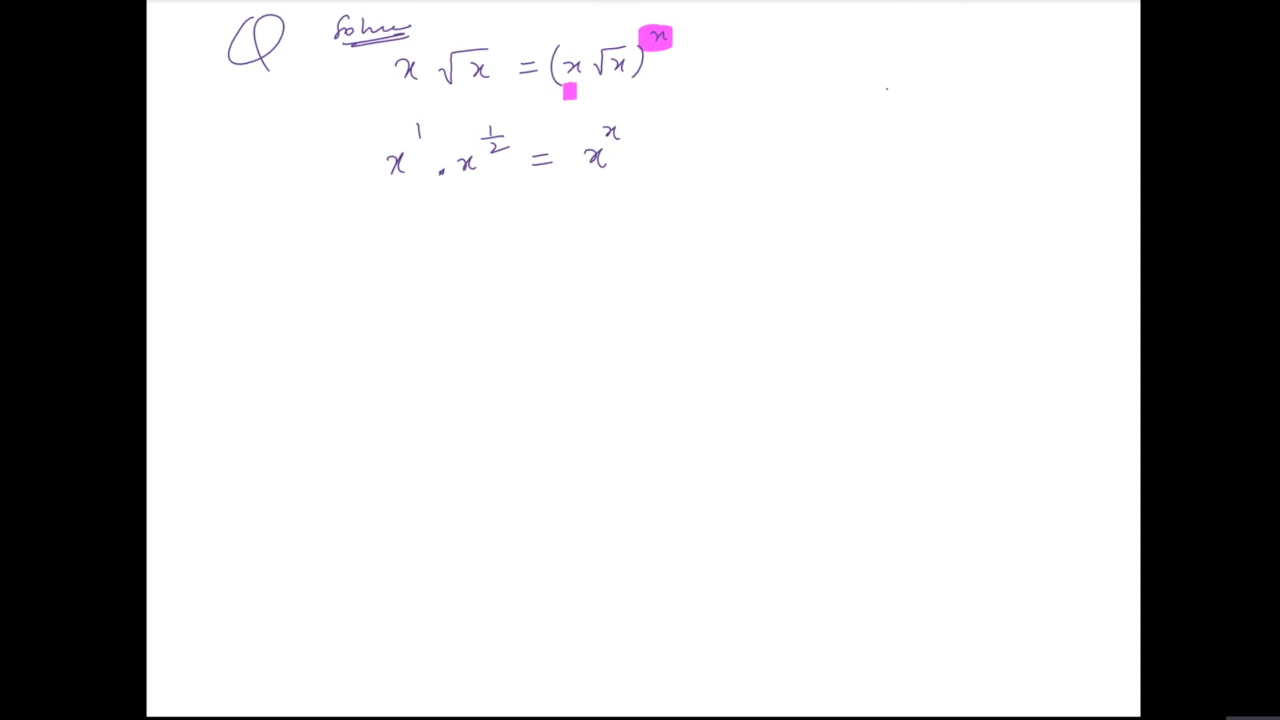 Q Solve
x √x = (x √x)^x
x^1 . x^(1/2) = x^x